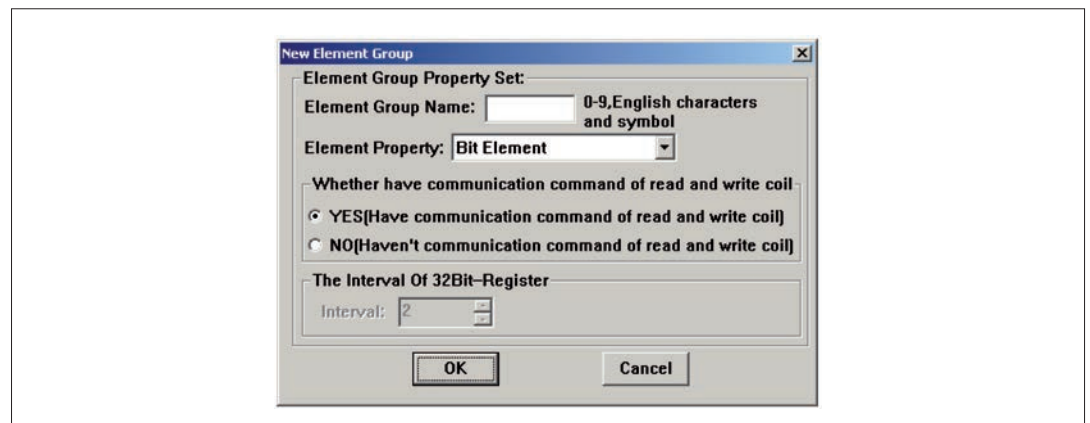 New Element Group
Element Group Property Set:
Element Group Name:
0-9,English characters
and symbol
Element Property: Bit Element
Whether have communication command of read and write coil
YES(Have communication command of read and write coil)
NO(Haven't communication command of read and write coil)
The Interval Of 32Bit-Register
Interval: 2
OK Cancel